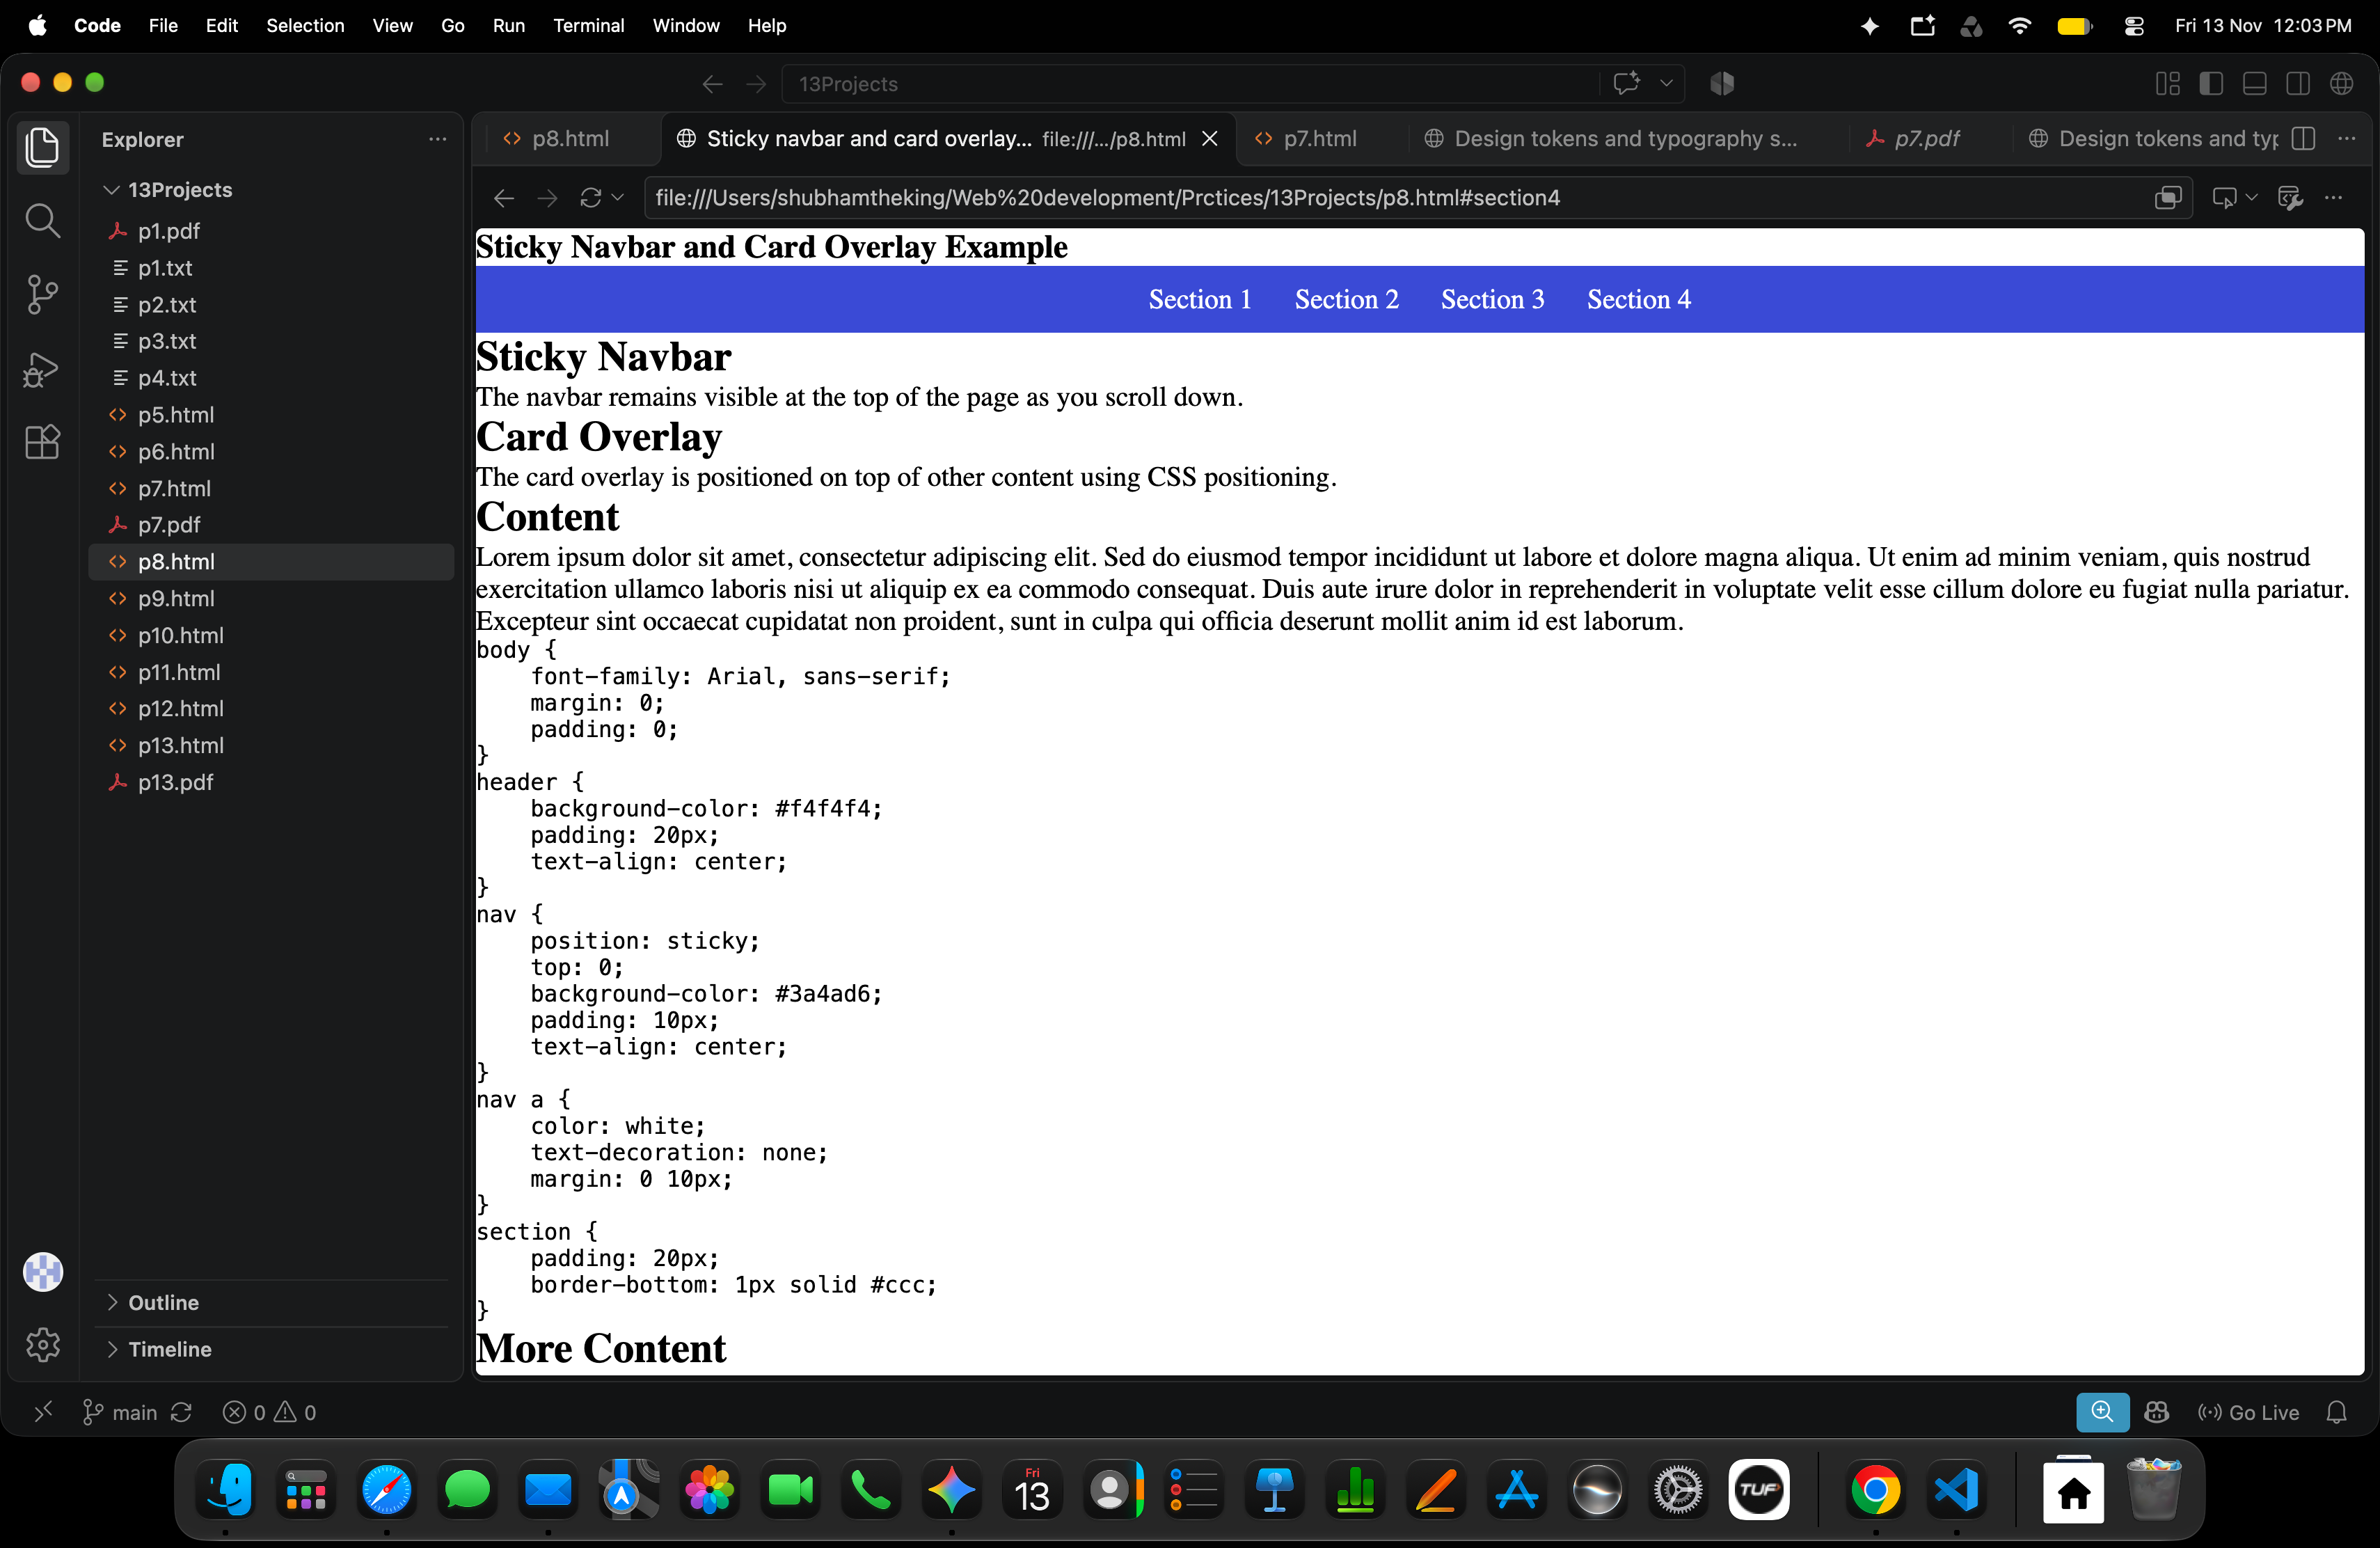 Code File Edit Selection View Go Run Terminal Window Help Fri 13 Nov 12:03 PM
13Projects
Explorer
p8.html Sticky navbar and card overlay... file:///.../p8.html p7.html Design tokens and typography s... p7.pdf Design tokens and typ
file:///Users/shubhamtheking/Web%20development/Prctices/13Projects/p8.html#section4
13Projects
p1.pdf
p1.txt
p2.txt
p3.txt
p4.txt
p5.html
p6.html
p7.html
p7.pdf
p8.html
p9.html
p10.html
p11.html
p12.html
p13.html
p13.pdf
Outline
Timeline
Sticky Navbar and Card Overlay Example
Section 1 Section 2 Section 3 Section 4
Sticky Navbar
The navbar remains visible at the top of the page as you scroll down.
Card Overlay
The card overlay is positioned on top of other content using CSS positioning.
Content
Lorem ipsum dolor sit amet, consectetur adipiscing elit. Sed do eiusmod tempor incididunt ut labore et dolore magna aliqua. Ut enim ad minim veniam, quis nostrud
exercitation ullamco laboris nisi ut aliquip ex ea commodo consequat. Duis aute irure dolor in reprehenderit in voluptate velit esse cillum dolore eu fugiat nulla pariatur.
Excepteur sint occaecat cupidatat non proident, sunt in culpa qui officia deserunt mollit anim id est laborum.
body {
    font-family: Arial, sans-serif;
    margin: 0;
    padding: 0;
}
header {
    background-color: #f4f4f4;
    padding: 20px;
    text-align: center;
}
nav {
    position: sticky;
    top: 0;
    background-color: #3a4ad6;
    padding: 10px;
    text-align: center;
}
nav a {
    color: white;
    text-decoration: none;
    margin: 0 10px;
}
section {
    padding: 20px;
    border-bottom: 1px solid #ccc;
}
More Content
main 0 0 Go Live
Fri
13
TUF